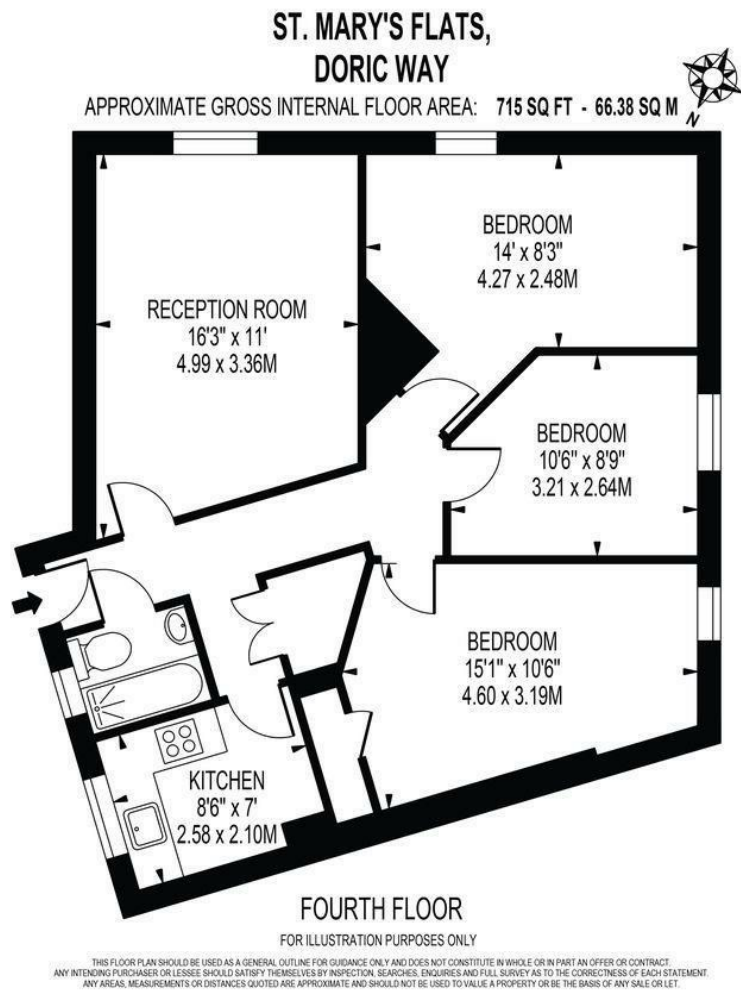 ST. MARY'S FLATS,
DORIC WAY
APPROXIMATE GROSS INTERNAL FLOOR AREA: 715 SQ FT - 66.38 SQ M
N
BEDROOM
14' x 8'3"
4.27 x 2.48M
RECEPTION ROOM
16'3" x 11'
4.99 x 3.36M
BEDROOM
10'6" x 8'9"
3.21 x 2.64M
BEDROOM
15'1" x 10'6"
4.60 x 3.19M
KITCHEN
8'6" x 7'
2.58 x 2.10M
FOURTH FLOOR
FOR ILLUSTRATION PURPOSES ONLY
THIS FLOOR PLAN SHOULD BE USED AS A GENERAL OUTLINE FOR GUIDANCE ONLY AND DOES NOT CONSTITUTE IN WHOLE OR IN PART AN OFFER OR CONTRACT.
ANY INTENDING PURCHASER OR LESSEE SHOULD SATISFY THEMSELVES BY INSPECTION, SEARCHES, ENQUIRIES AND FULL SURVEY AS TO THE CORRECTNESS OF EACH STATEMENT.
ANY AREAS, MEASUREMENTS OR DISTANCES QUOTED ARE APPROXIMATE AND SHOULD NOT BE USED TO VALUE A PROPERTY OR BE THE BASIS OF ANY SALE OR LET.